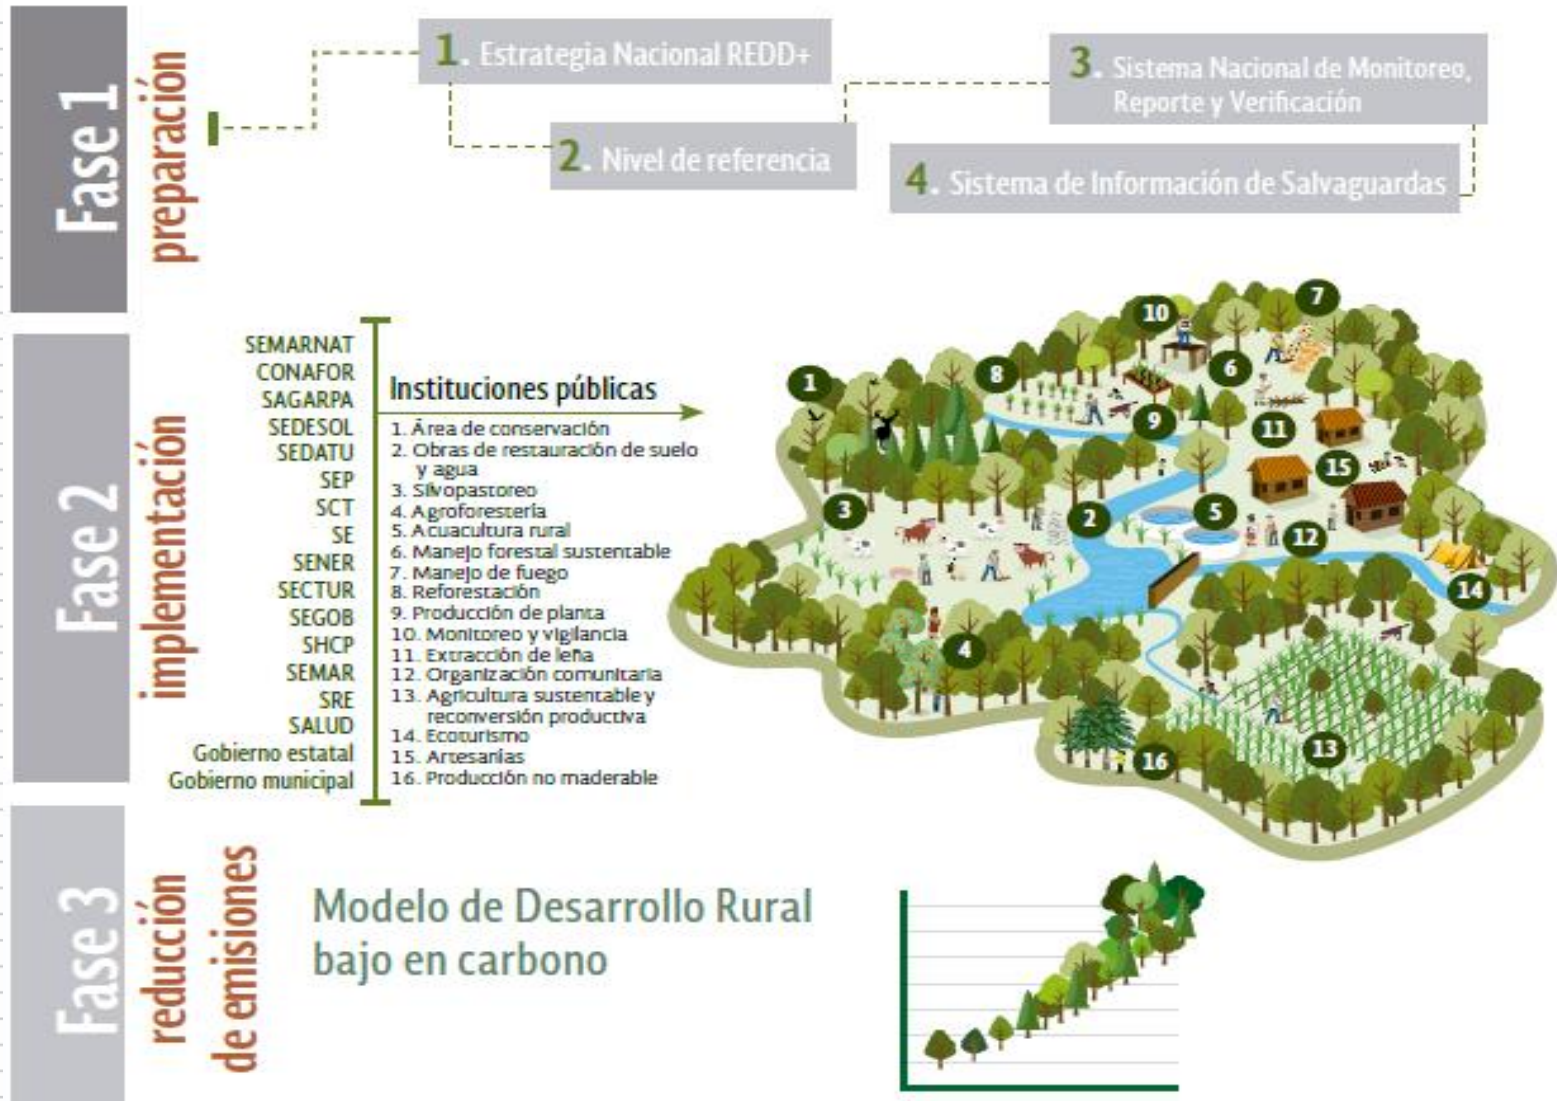 Fase 1
preparación
1. Estrategia Nacional REDD+
2. Nivel de referencia
3. Sistema Nacional de Monitoreo,
Reporte y Verificación
4. Sistema de Información de Salvaguardas
Fase 2
implementación
SEMARNAT
CONAFOR
SAGARPA
SEDESOL
SEDATU
SEP
SCT
SE
SENER
SECTUR
SEGOB
SHCP
SEMAR
SRE
SALUD
Gobierno estatal
Gobierno municipal
Instituciones públicas
1. Área de conservación
2. Obras de restauración de suelo
y agua
3. Silvopastoreo
4. Agroforestería
5. Acuacultura rural
6. Manejo forestal sustentable
7. Manejo de fuego
8. Reforestación
9. Producción de planta
10. Monitoreo y vigilancia
11. Extracción de leña
12. Organización comunitaria
13. Agricultura sustentable y
reconversión productiva
14. Ecoturismo
15. Artesanías
16. Producción no maderable
7
10
6
8
1
9
11
15
3
2
5
12
14
4
13
16
Fase 3
reducción
de emisiones
Modelo de Desarrollo Rural
bajo en carbono